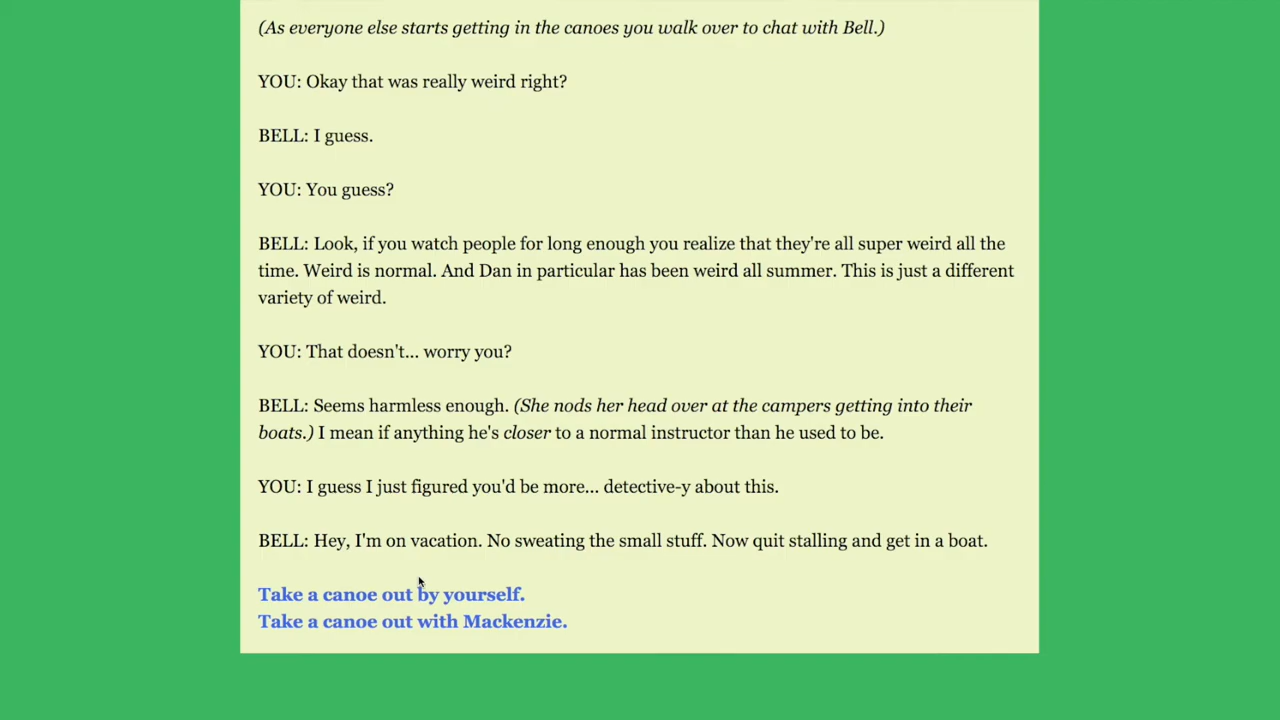 (As everyone else starts getting in the canoes you walk over to chat with Bell.)
YOU: Okay that was really weird right?
BELL: I guess.
YOU: You guess?
BELL: Look, if you watch people for long enough you realize that they're all super weird all the
time. Weird is normal. And Dan in particular has been weird all summer. This is just a different
variety of weird.
YOU: That doesn't... worry you?
BELL: Seems harmless enough. (She nods her head over at the campers getting into their
boats.) I mean if anything he's closer to a normal instructor than he used to be.
YOU: I guess I just figured you'd be more... detective-y about this.
BELL: Hey, I'm on vacation. No sweating the small stuff. Now quit stalling and get in a boat.
Take a canoe out by yourself.
Take a canoe out with Mackenzie.